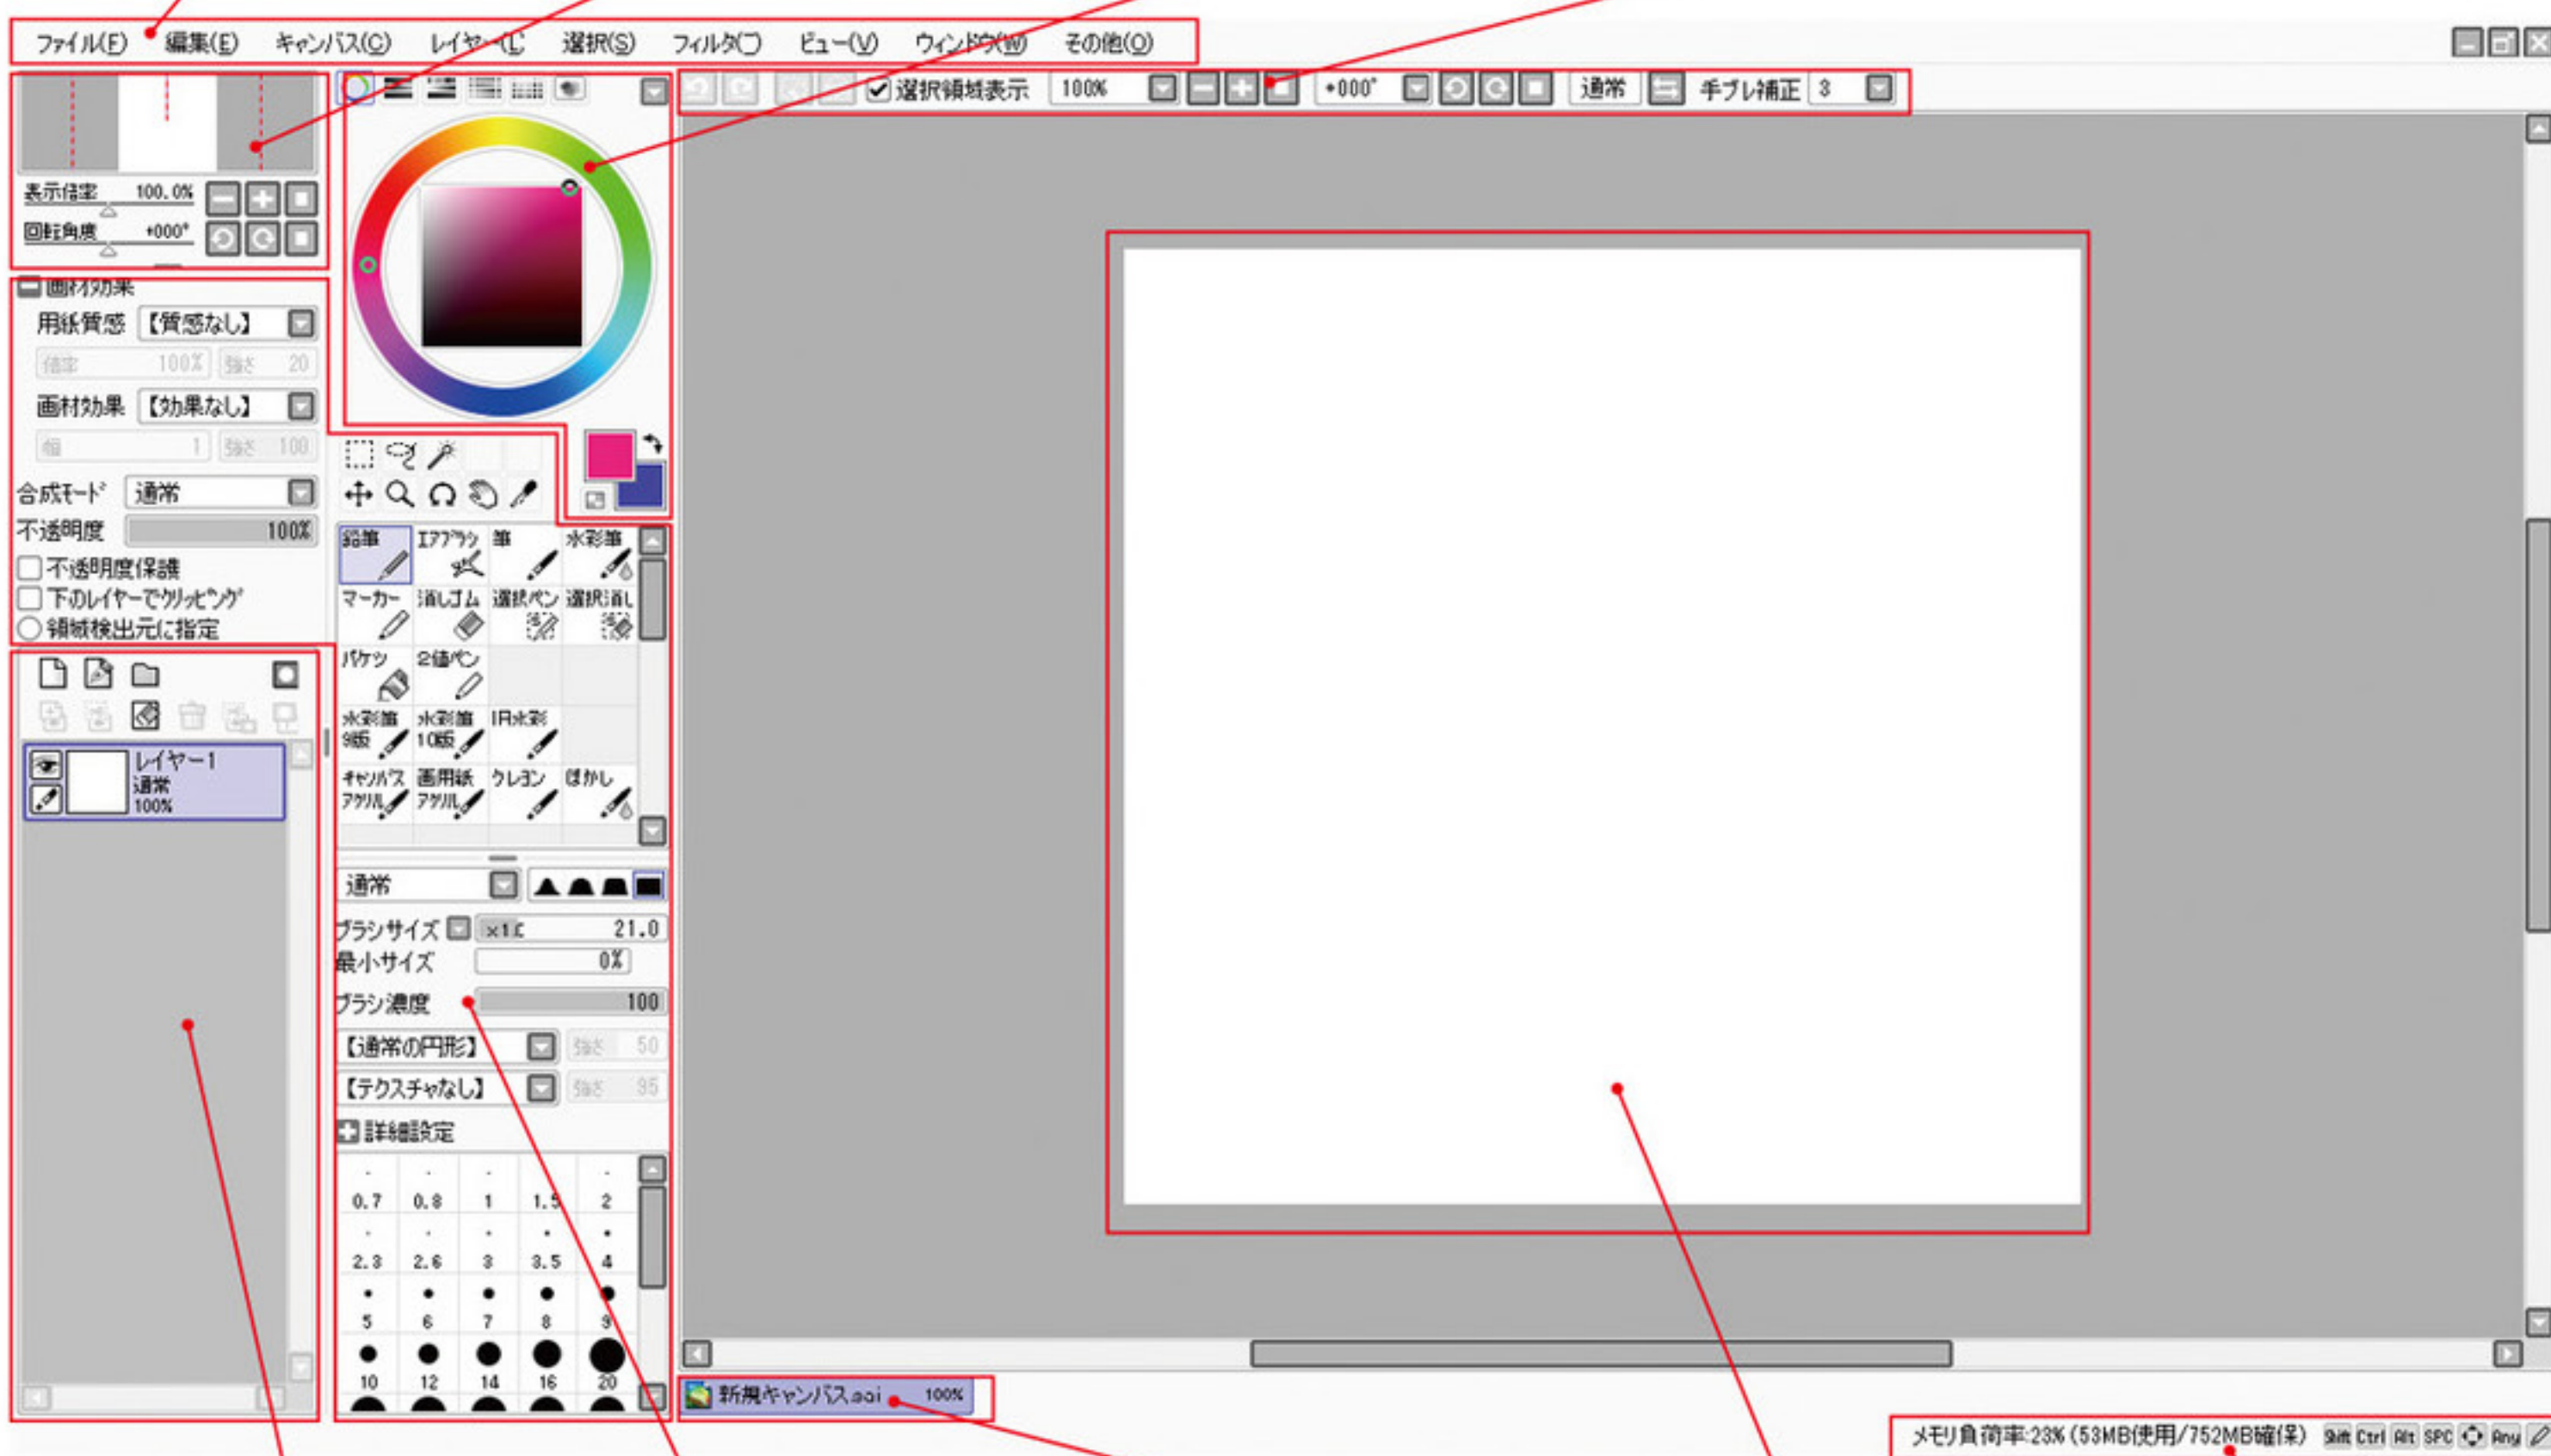 ファイル(F) 編集(E) キャンバス(C) レイヤー(L 選択(S) フィルタ(T) ビュー(V) ウィンドウ(W) その他(O)
選択領域表示 100% +000° 通常 手ブレ補正 3
表示倍率 100.0%
回転角度 +000°
画材効果
用紙質感 【質感なし】
倍率 100% 強さ 20
画材効果 【効果なし】
幅 1 強さ 100
合成モード 通常
不透明度 100%
不透明度保護
下のレイヤーでクリッピング
領域検出元に指定
レイヤー1
通常
100%
鉛筆 エアブラシ 筆 水彩筆
マーカー 消しゴム 選択ペン 選択消し
バケツ 2値ペン
水彩筆 水彩筆 旧水彩
9版 10版
キャンバス 画用紙 クレヨン ぼかし
アクリル アクリル
通常
ブラシサイズ ×1.0 21.0
最小サイズ 0%
ブラシ濃度 100
【通常の円形】 強さ 50
【テクスチャなし】 強さ 95
詳細設定
0.7 0.8 1 1.5 2
2.3 2.6 3 3.5 4
5 6 7 8 9
10 12 14 16 20
新規キャンバス.sai 100%
メモリ負荷率:23% (53MB使用/752MB確保) Shift Ctrl Alt SPC Any